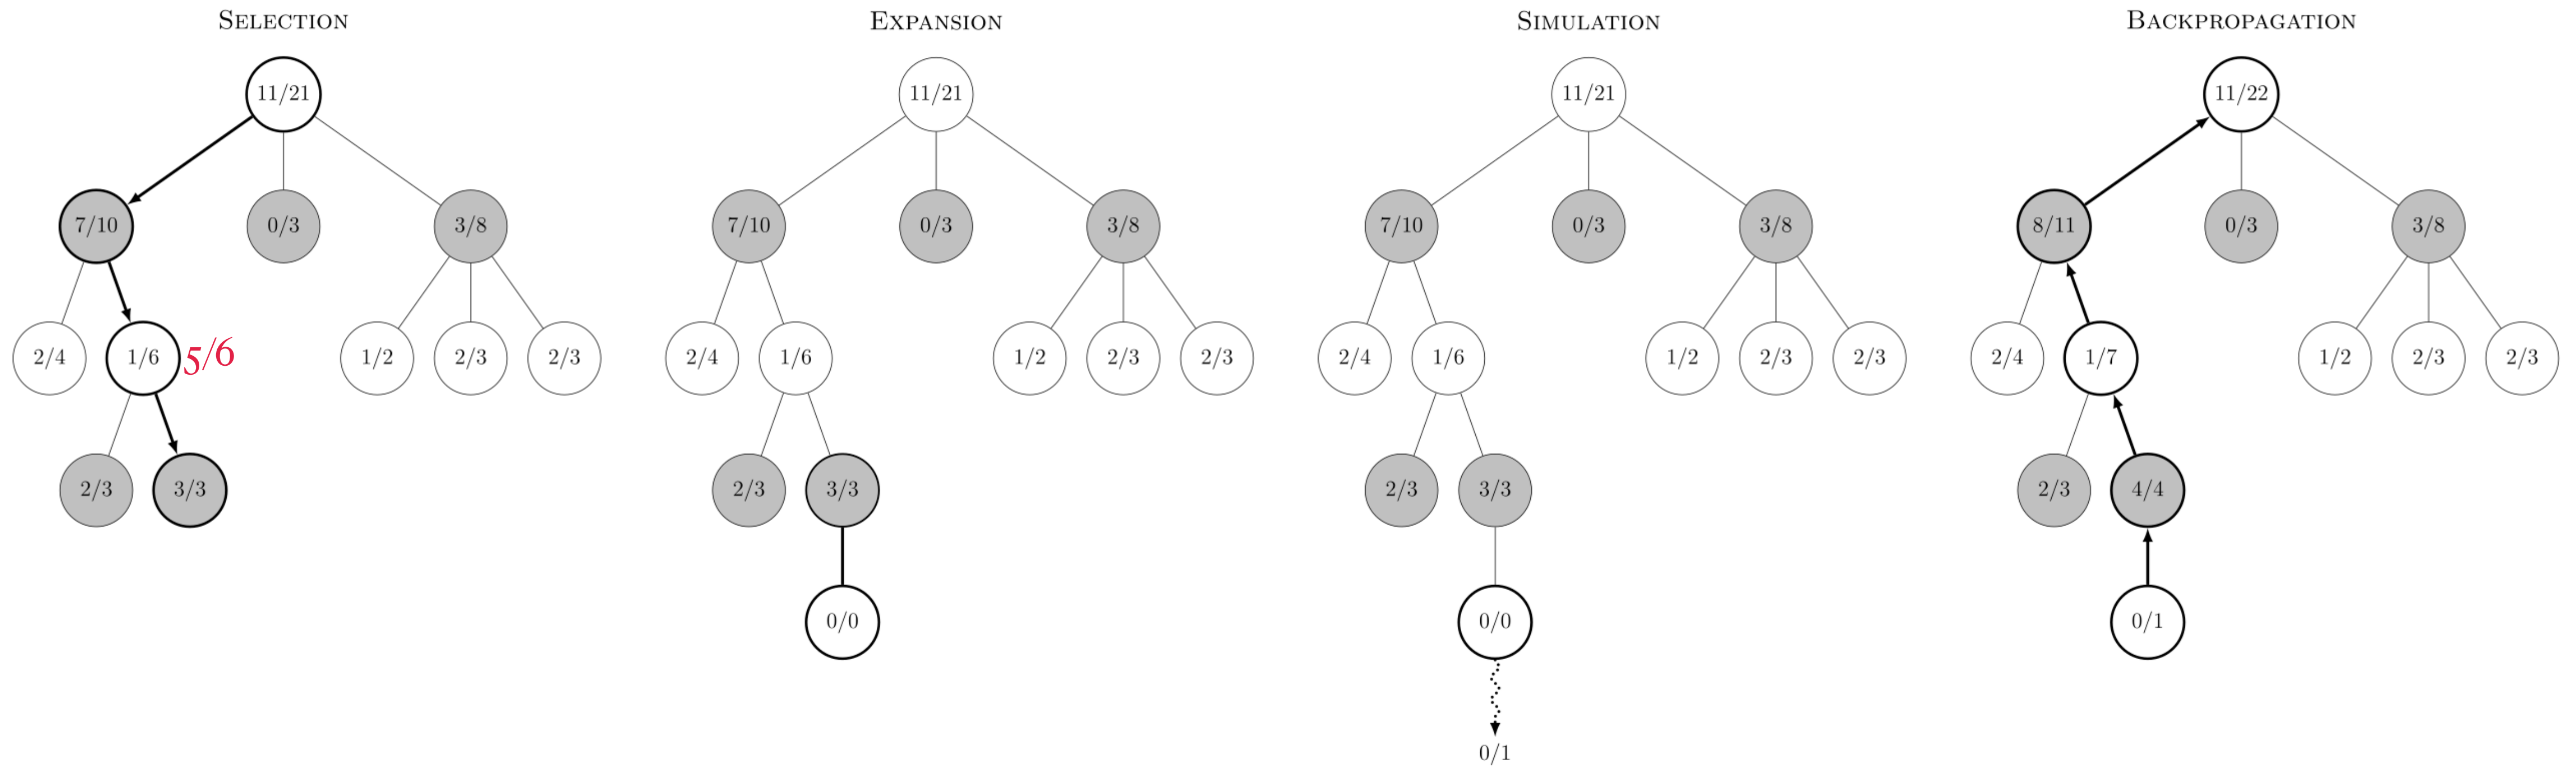 SELECTION
11/21
7/10 0/3 3/8
2/4 1/6 5/6 1/2 2/3 2/3
2/3 3/3
EXPANSION
11/21
7/10 0/3 3/8
2/4 1/6 1/2 2/3 2/3
2/3 3/3
0/0
SIMULATION
11/21
7/10 0/3 3/8
2/4 1/6 1/2 2/3 2/3
2/3 3/3
0/0
0/1
BACKPROPAGATION
11/22
8/11 0/3 3/8
2/4 1/7 1/2 2/3 2/3
2/3 4/4
0/1